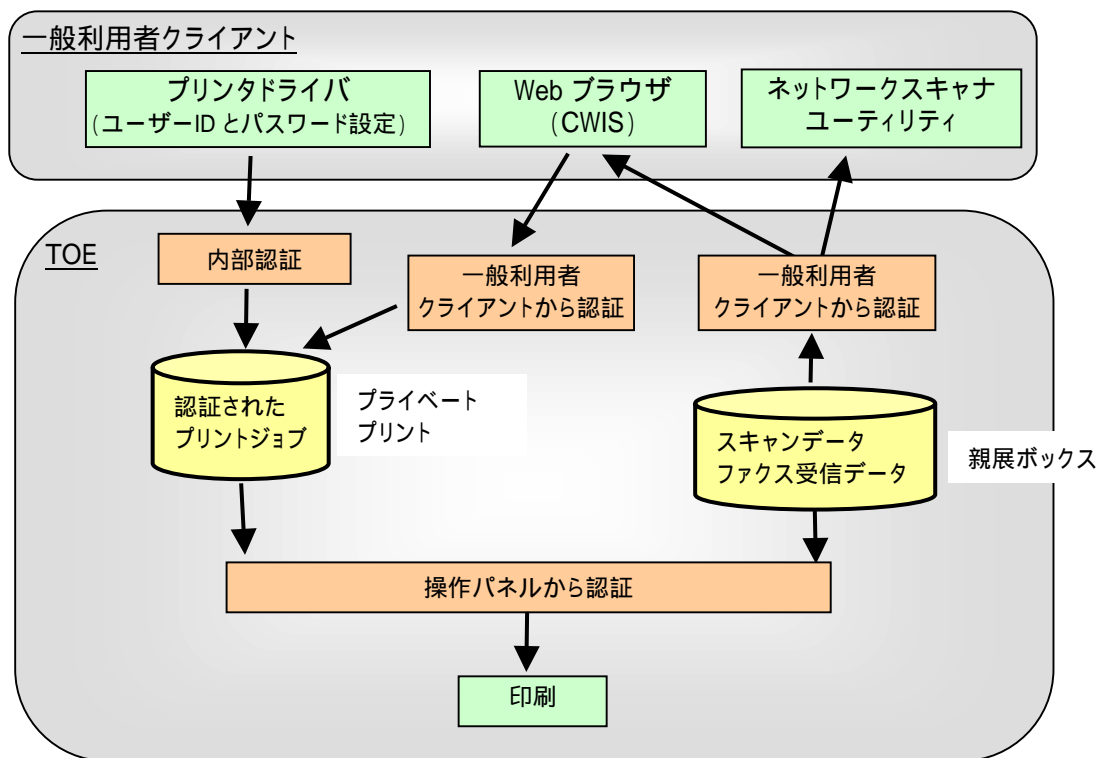 一般利用者クライアント
プリンタドライバ
(ユーザーID とパスワード設定)
Web ブラウザ
(CWIS)
ネットワークスキャナ
ユーティリティ
TOE
内部認証
一般利用者
クライアントから認証
一般利用者
クライアントから認証
認証された
プリントジョブ
プライベート
プリント
スキャンデータ
ファクス受信データ
親展ボックス
操作パネルから認証
印刷